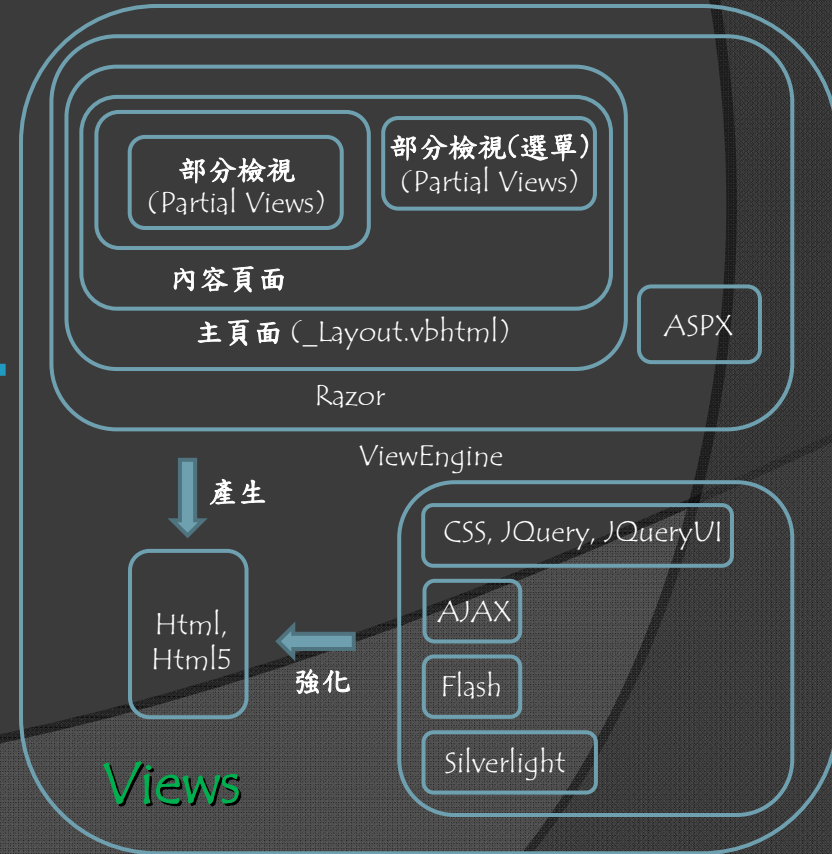 部分檢視
(Partial Views)
部分檢視(選單)
(Partial Views)
內容頁面
主頁面 (_Layout.vbhtml)
ASPX
Razor
ViewEngine
產生
CSS, JQuery, JQueryUI
AJAX
Html,
Html5
強化
Flash
Silverlight
Views